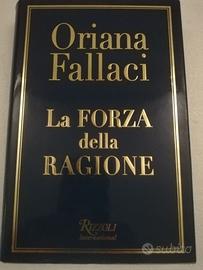 Oriana
Fallaci
La FORZA
della
RAGIONE
RIZZOLI
international
subito